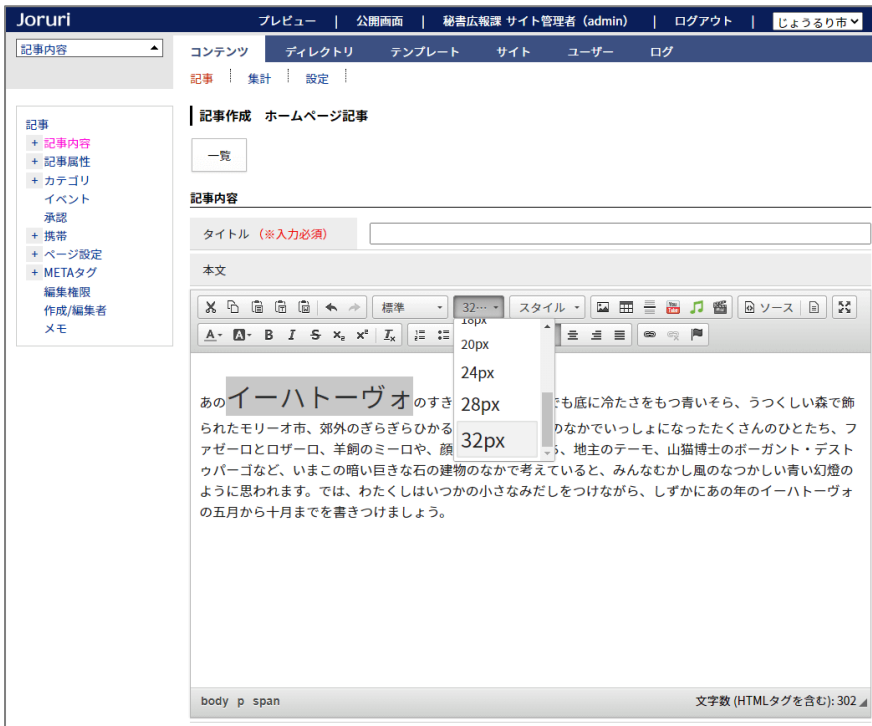 Joruri プレビュー | 公開画面 | 秘書広報課 サイト管理者 (admin) | ログアウト | じょうるり市
記事内容
コンテンツ ディレクトリ テンプレート サイト ユーザー ログ
記事 集計 設定
記事
+ 記事内容
+ 記事属性
+ カテゴリ
イベント
承認
+ 携帯
+ ページ設定
+ METAタグ
編集権限
作成/編集者
メモ
記事作成 ホームページ記事
一覧
記事内容
タイトル (※入力必須)
本文
標準 32… スタイル ソース
18px
20px
24px
28px
32px
あのイーハトーヴォのすき でも底に冷たさをもつ青いそら、うつくしい森で飾
られたモリーオ市、郊外のぎらぎらひかる のなかでいっしょになったたくさんのひとたち、フ
ァゼーロとロザーロ、羊飼のミーロや、顔 、地主のテーモ、山猫博士のボーガント・デスト
ゥパーゴなど、いまこの暗い巨きな石の建物のなかで考えていると、みんなむかし風のなつかしい青い幻燈の
ように思われます。では、わたくしはいつかの小さなみだしをつけながら、しずかにあの年のイーハトーヴォ
の五月から十月までを書きつけましょう。
body p span 文字数 (HTMLタグを含む): 302